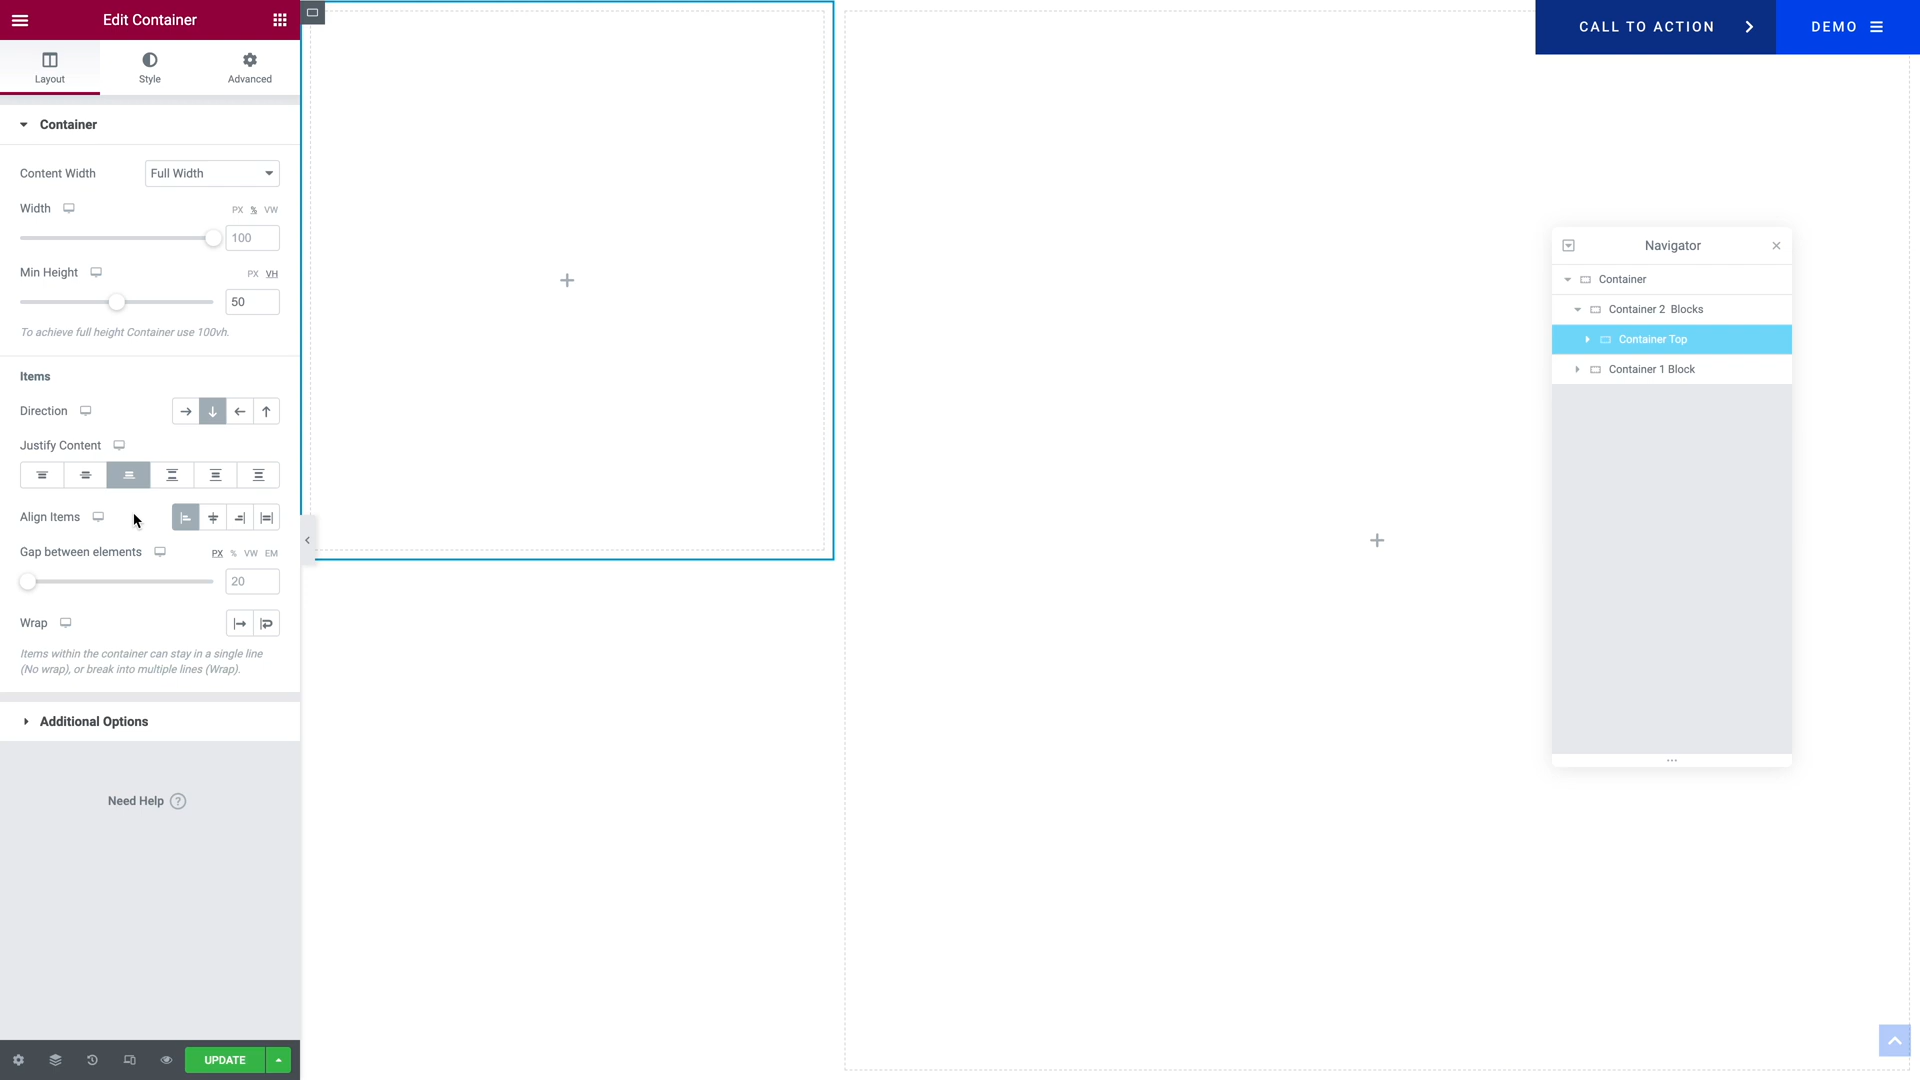 Edit Container
Layout
Style
Advanced
Container
Content Width
Full Width
Width
PX % VW
100
Min Height
PX VH
50
To achieve full height Container use 100vh.
Items
Direction
Justify Content
Align Items
Gap between elements
PX % VW EM
20
Wrap
Items within the container can stay in a single line
(No wrap), or break into multiple lines (Wrap).
Additional Options
Need Help ?
UPDATE
CALL TO ACTION
DEMO
Navigator
Container
Container 2 Blocks
Container Top
Container 1 Block